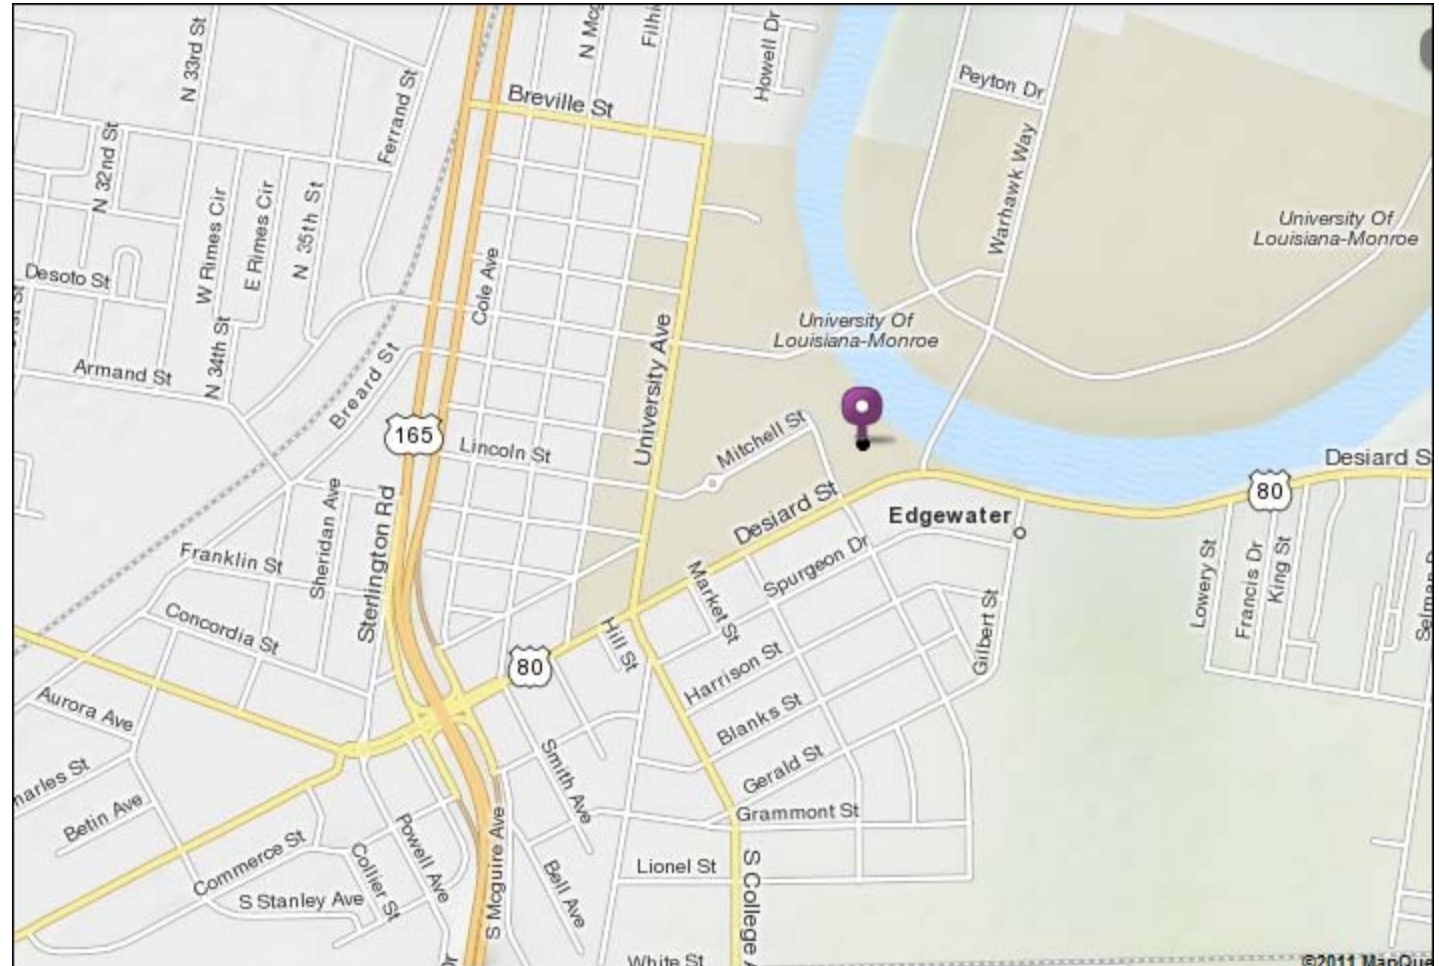 N 33rd St
N Mcg
Filhi
Howell Dr
Breville St
Ferrand St
Peyton Dr
N 32nd St
Warhawk Way
W Rimes Cir
E Rimes Cir
N 35th St
University Of
Louisiana-Monroe
Desoto St
Cole Ave
N 34th St
University Of
Louisiana-Monroe
Armand St
Breard St
University Ave
165
Lincoln St
Mitchell St
Desiard S
80
Sheridan Ave
Sterlington Rd
Desiard St
Edgewater
Franklin St
Spurgeon Dr
Lowery St
Francis Dr
King St
Market St
Concordia St
Hill St
Gilbert St
80
Harrison St
Aurora Ave
Blanks St
Smith Ave
Gerald St
harles St
Betin Ave
Grammont St
Powell Ave
S Mcguire Ave
Commerce St
Collier St
Bell Ave
Lionel St
S Stanley Ave
S College A
White St
©2011 MapQue